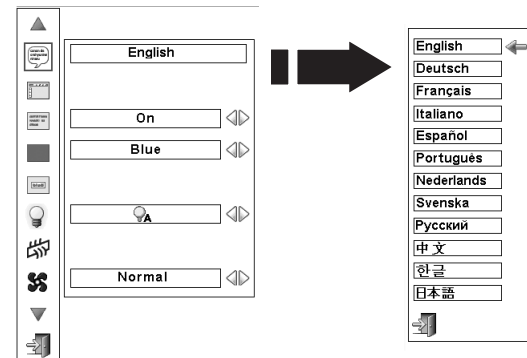 English
On
Blue
A
Normal
English
Deutsch
Français
Italiano
Español
Português
Nederlands
Svenska
Русский
中文
한글
日本語